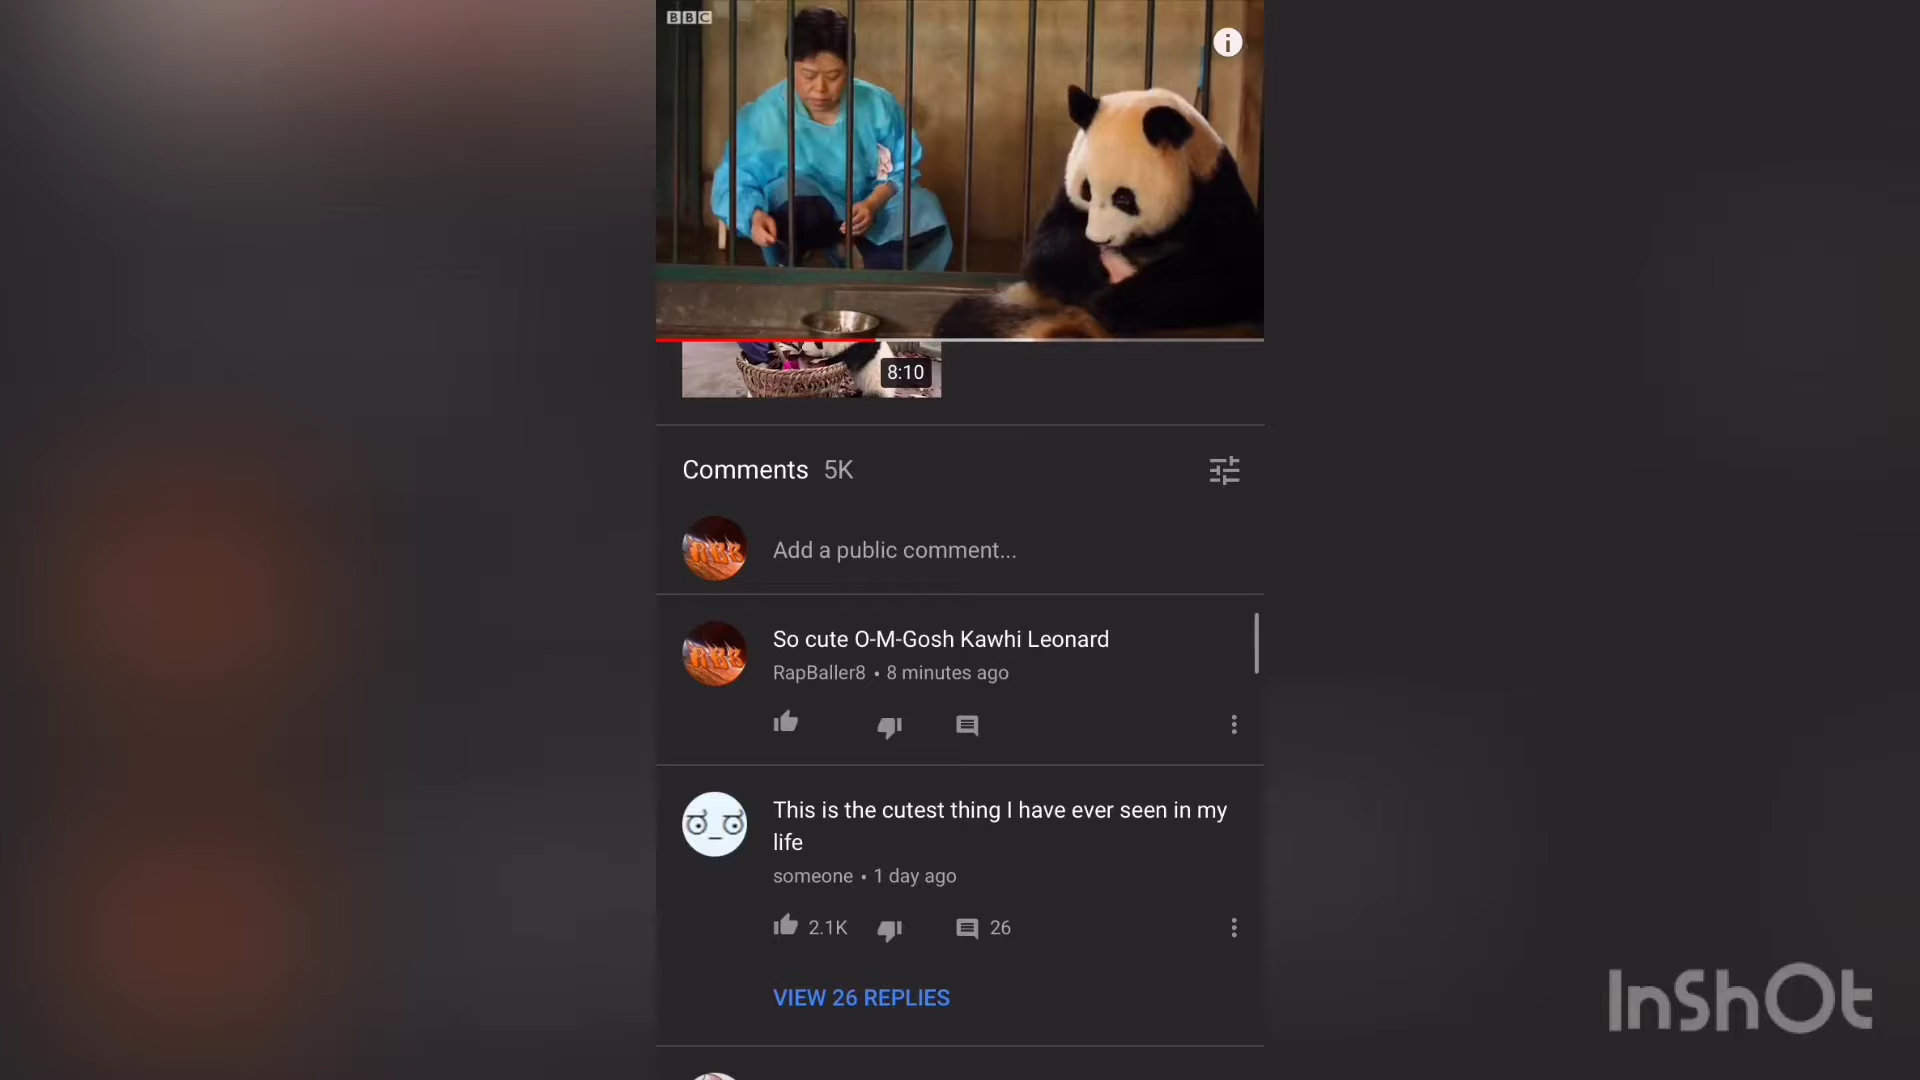 BBC
8:10
Comments 5K
RBB
Add a public comment...
RBB
So cute O-M-Gosh Kawhi Leonard
RapBaller8 • 8 minutes ago
This is the cutest thing I have ever seen in my
life
someone • 1 day ago
2.1K 26
VIEW 26 REPLIES
InShOt